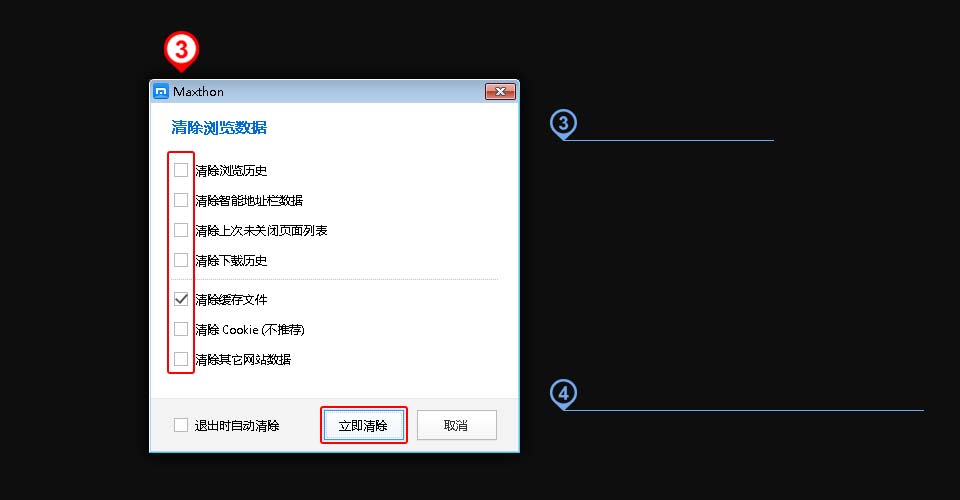 3
Maxthon
清除浏览数据
3
清除浏览历史
清除智能地址栏数据
清除上次未关闭页面列表
清除下载历史
清除缓存文件
清除 Cookie (不推荐)
清除其它网站数据
4
退出时自动清除
立即清除
取消